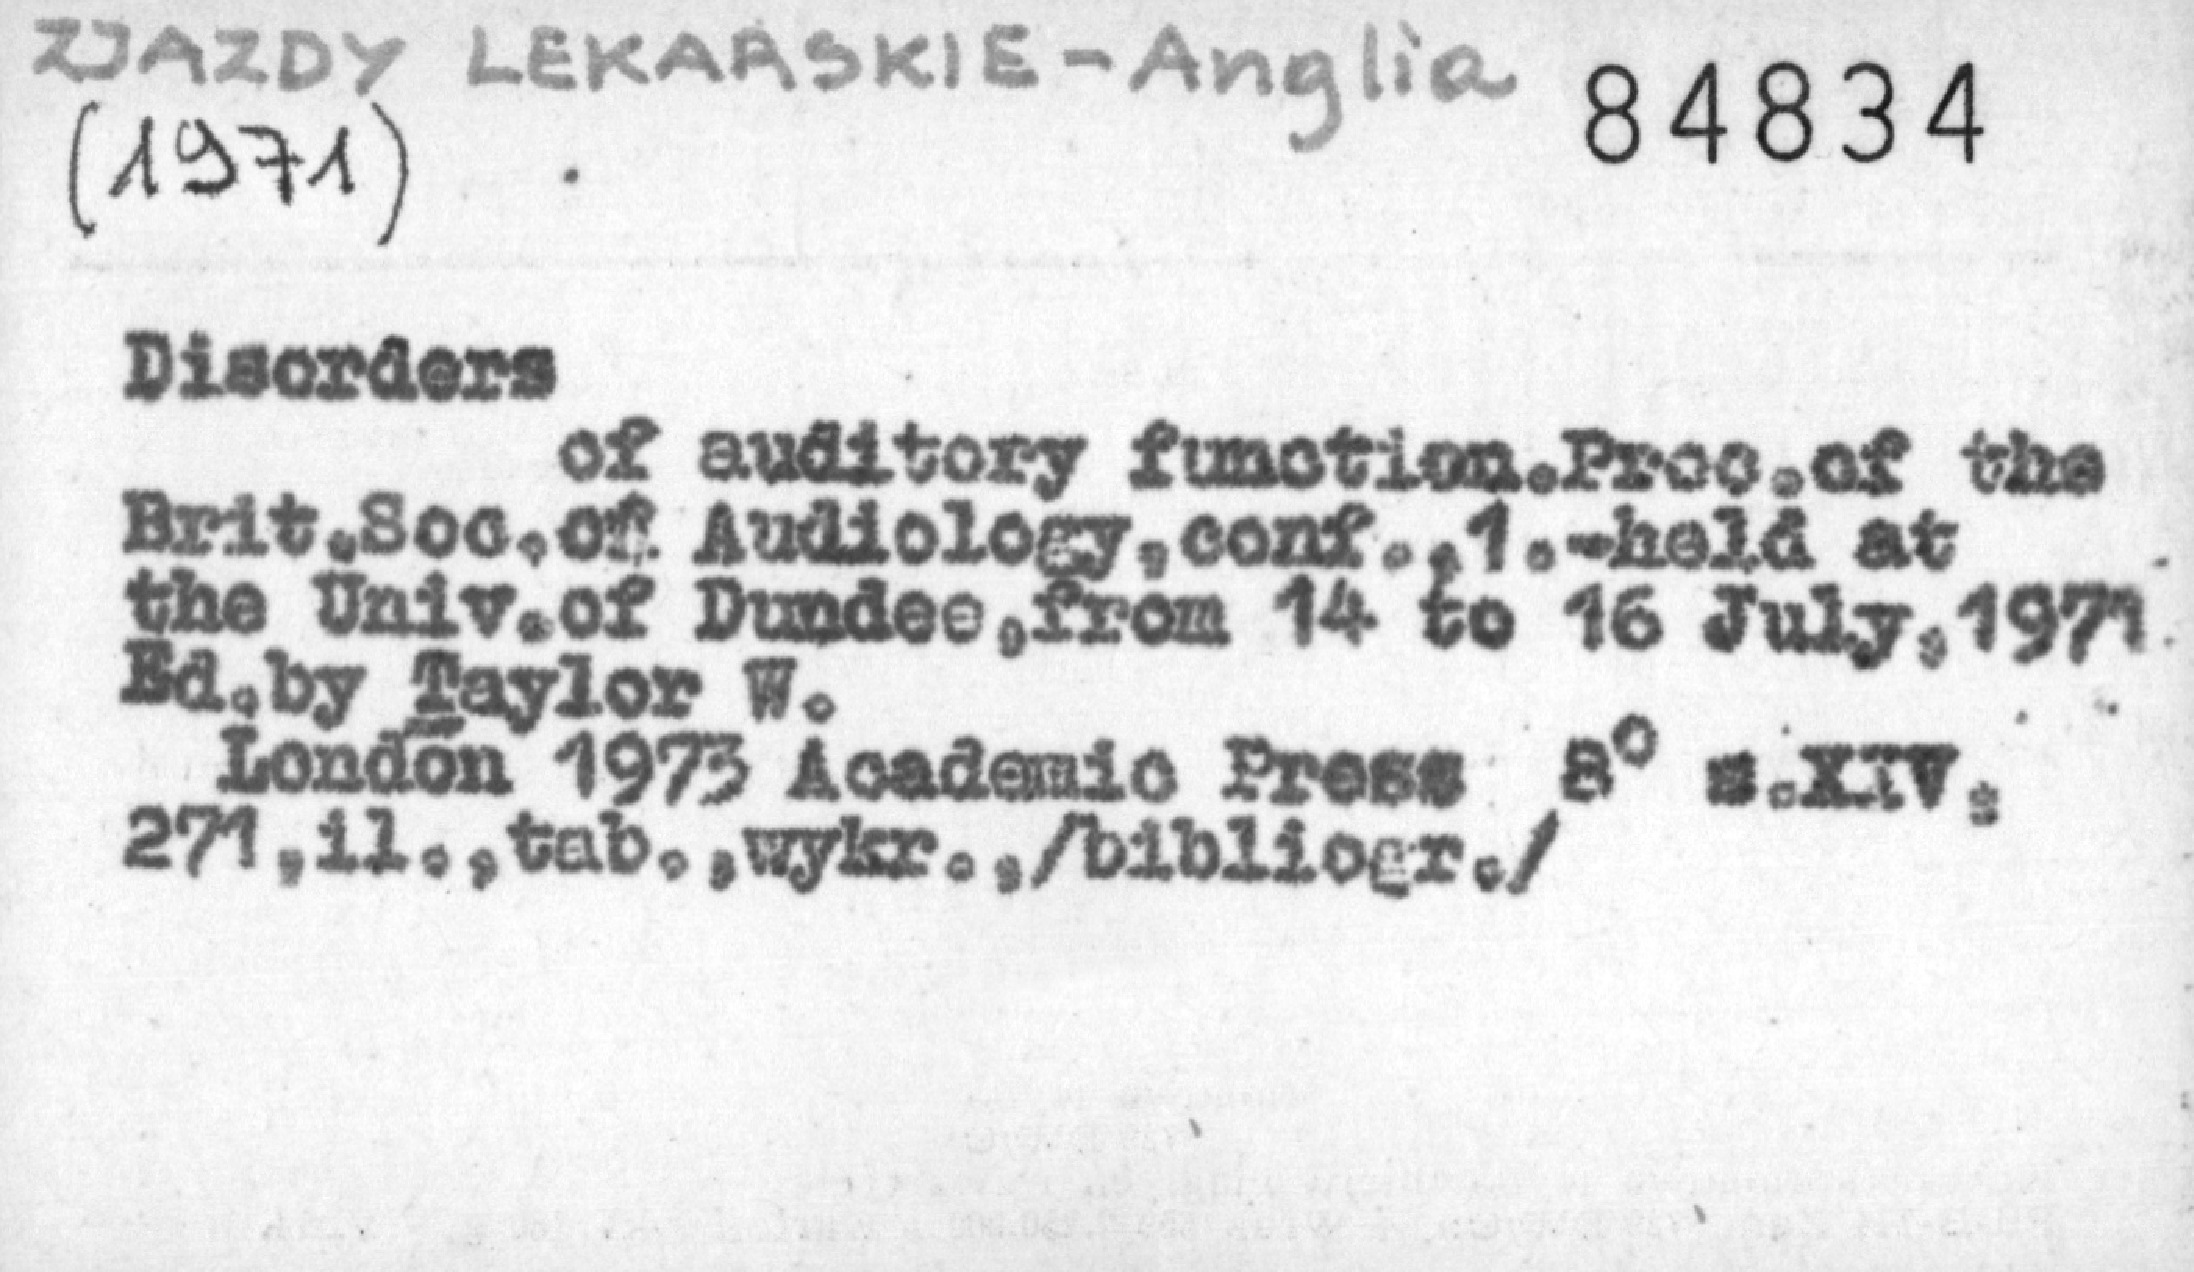 ZJAZDY LEKARSKIE - Anglia 84834
(1971)
Disorders
of auditory function.Proc.of the
Brit.Soc.of Audiology,conf.,1.-held at
the Univ.of Dundee,from 14 to 16 July,1971
Ed.by Taylor W.
London 1973 Academic Press 8° s.XIV,
271,il.,tab.,wykr.,/bibliogr./